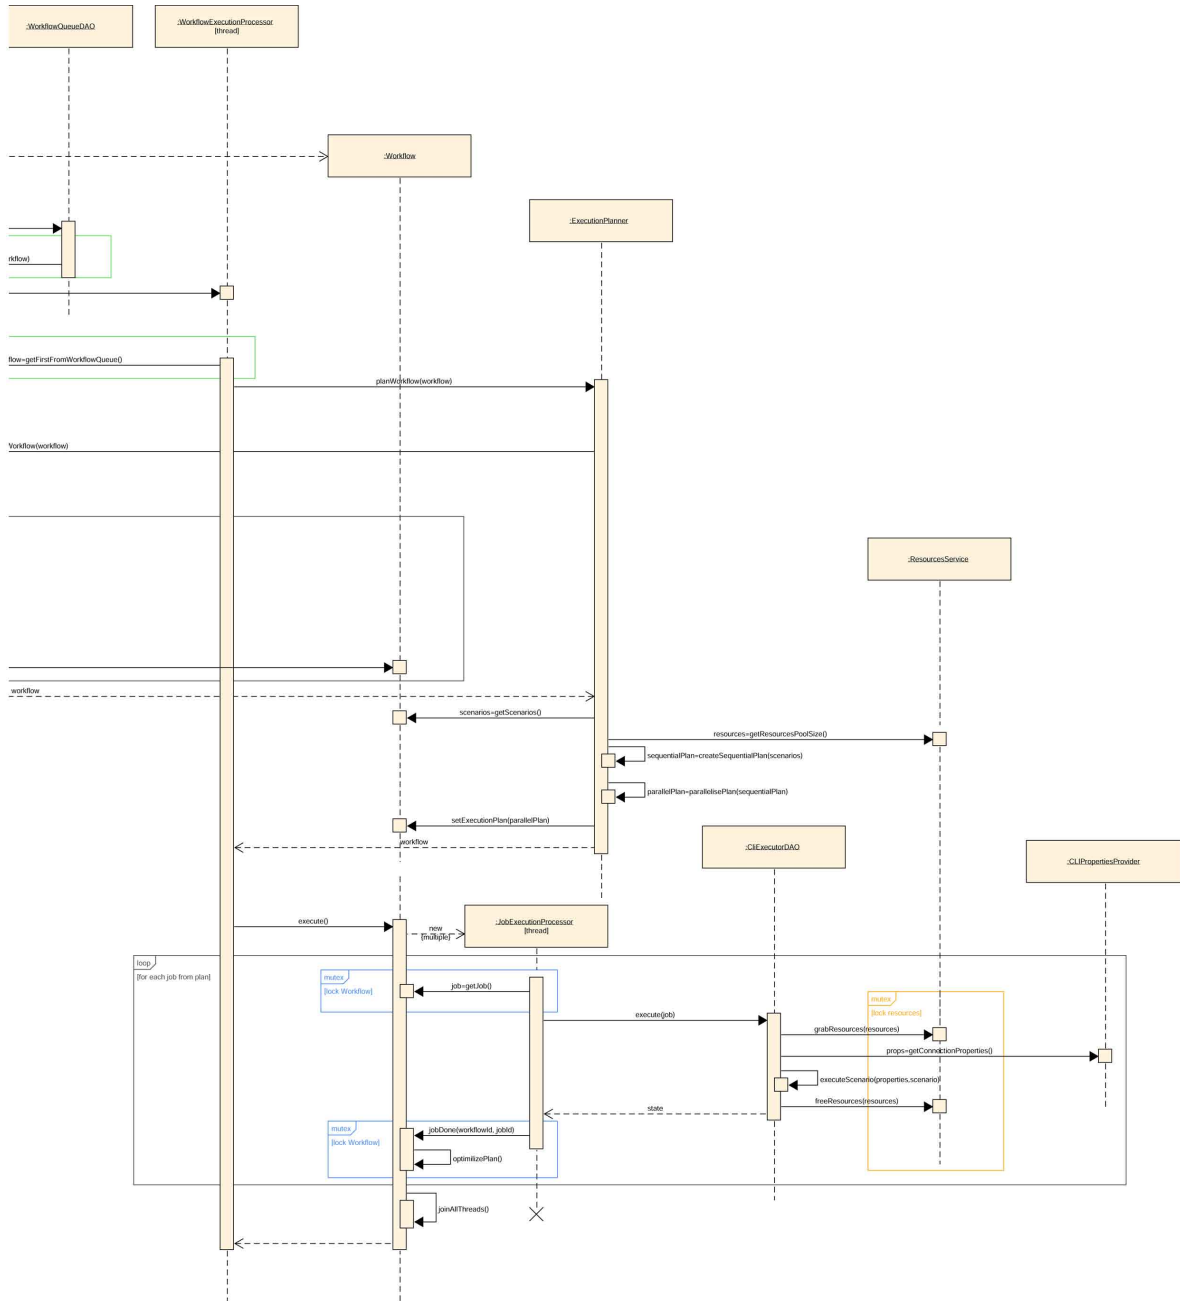 :WorkflowQueueDAO
:WorkflowExecutionProcessor
[thread]
:Workflow
:ExecutionPlanner
rkflow)
flow=getFirstFromWorkflowQueue()
planWorkflow(workflow)
Workflow(workflow)
:ResourcesService
workflow
scenarios=getScenarios()
resources=getResourcesPoolSize()
sequentialPlan=createSequentialPlan(scenarios)
parallelPlan=parallelisePlan(sequentialPlan)
setExecutionPlan(parallelPlan)
workflow
:CliExecutorDAO
:CLIPropertiesProvider
execute()
new
(multiple)
:JobExecutionProcessor
[thread]
loop
[for each job from plan]
mutex
[lock Workflow]
job=getJob()
mutex
[lock resources]
execute(job)
grabResources(resources)
props=getConnectionProperties()
executeScenario(properties,scenario)
freeResources(resources)
state
mutex
[lock Workflow]
jobDone(workflowId, jobId)
optimilizePlan()
joinAllThreads()